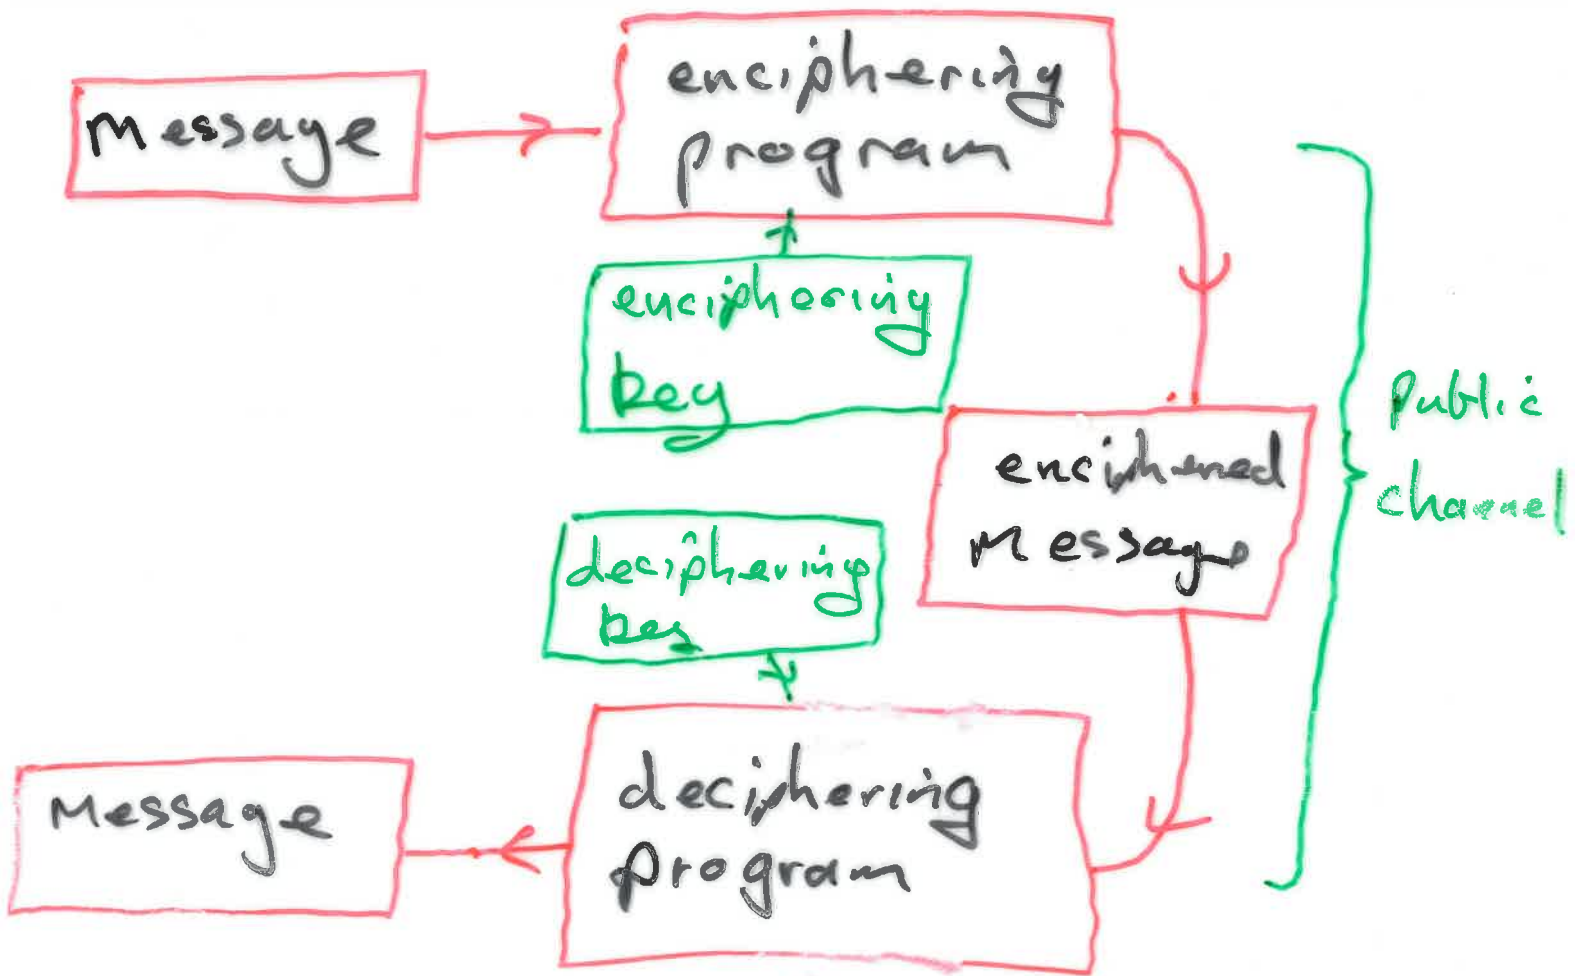 Message
enciphering
program
enciphering
key
Public
channel
enciphered
Message
deciphering
key
deciphering
program
Message